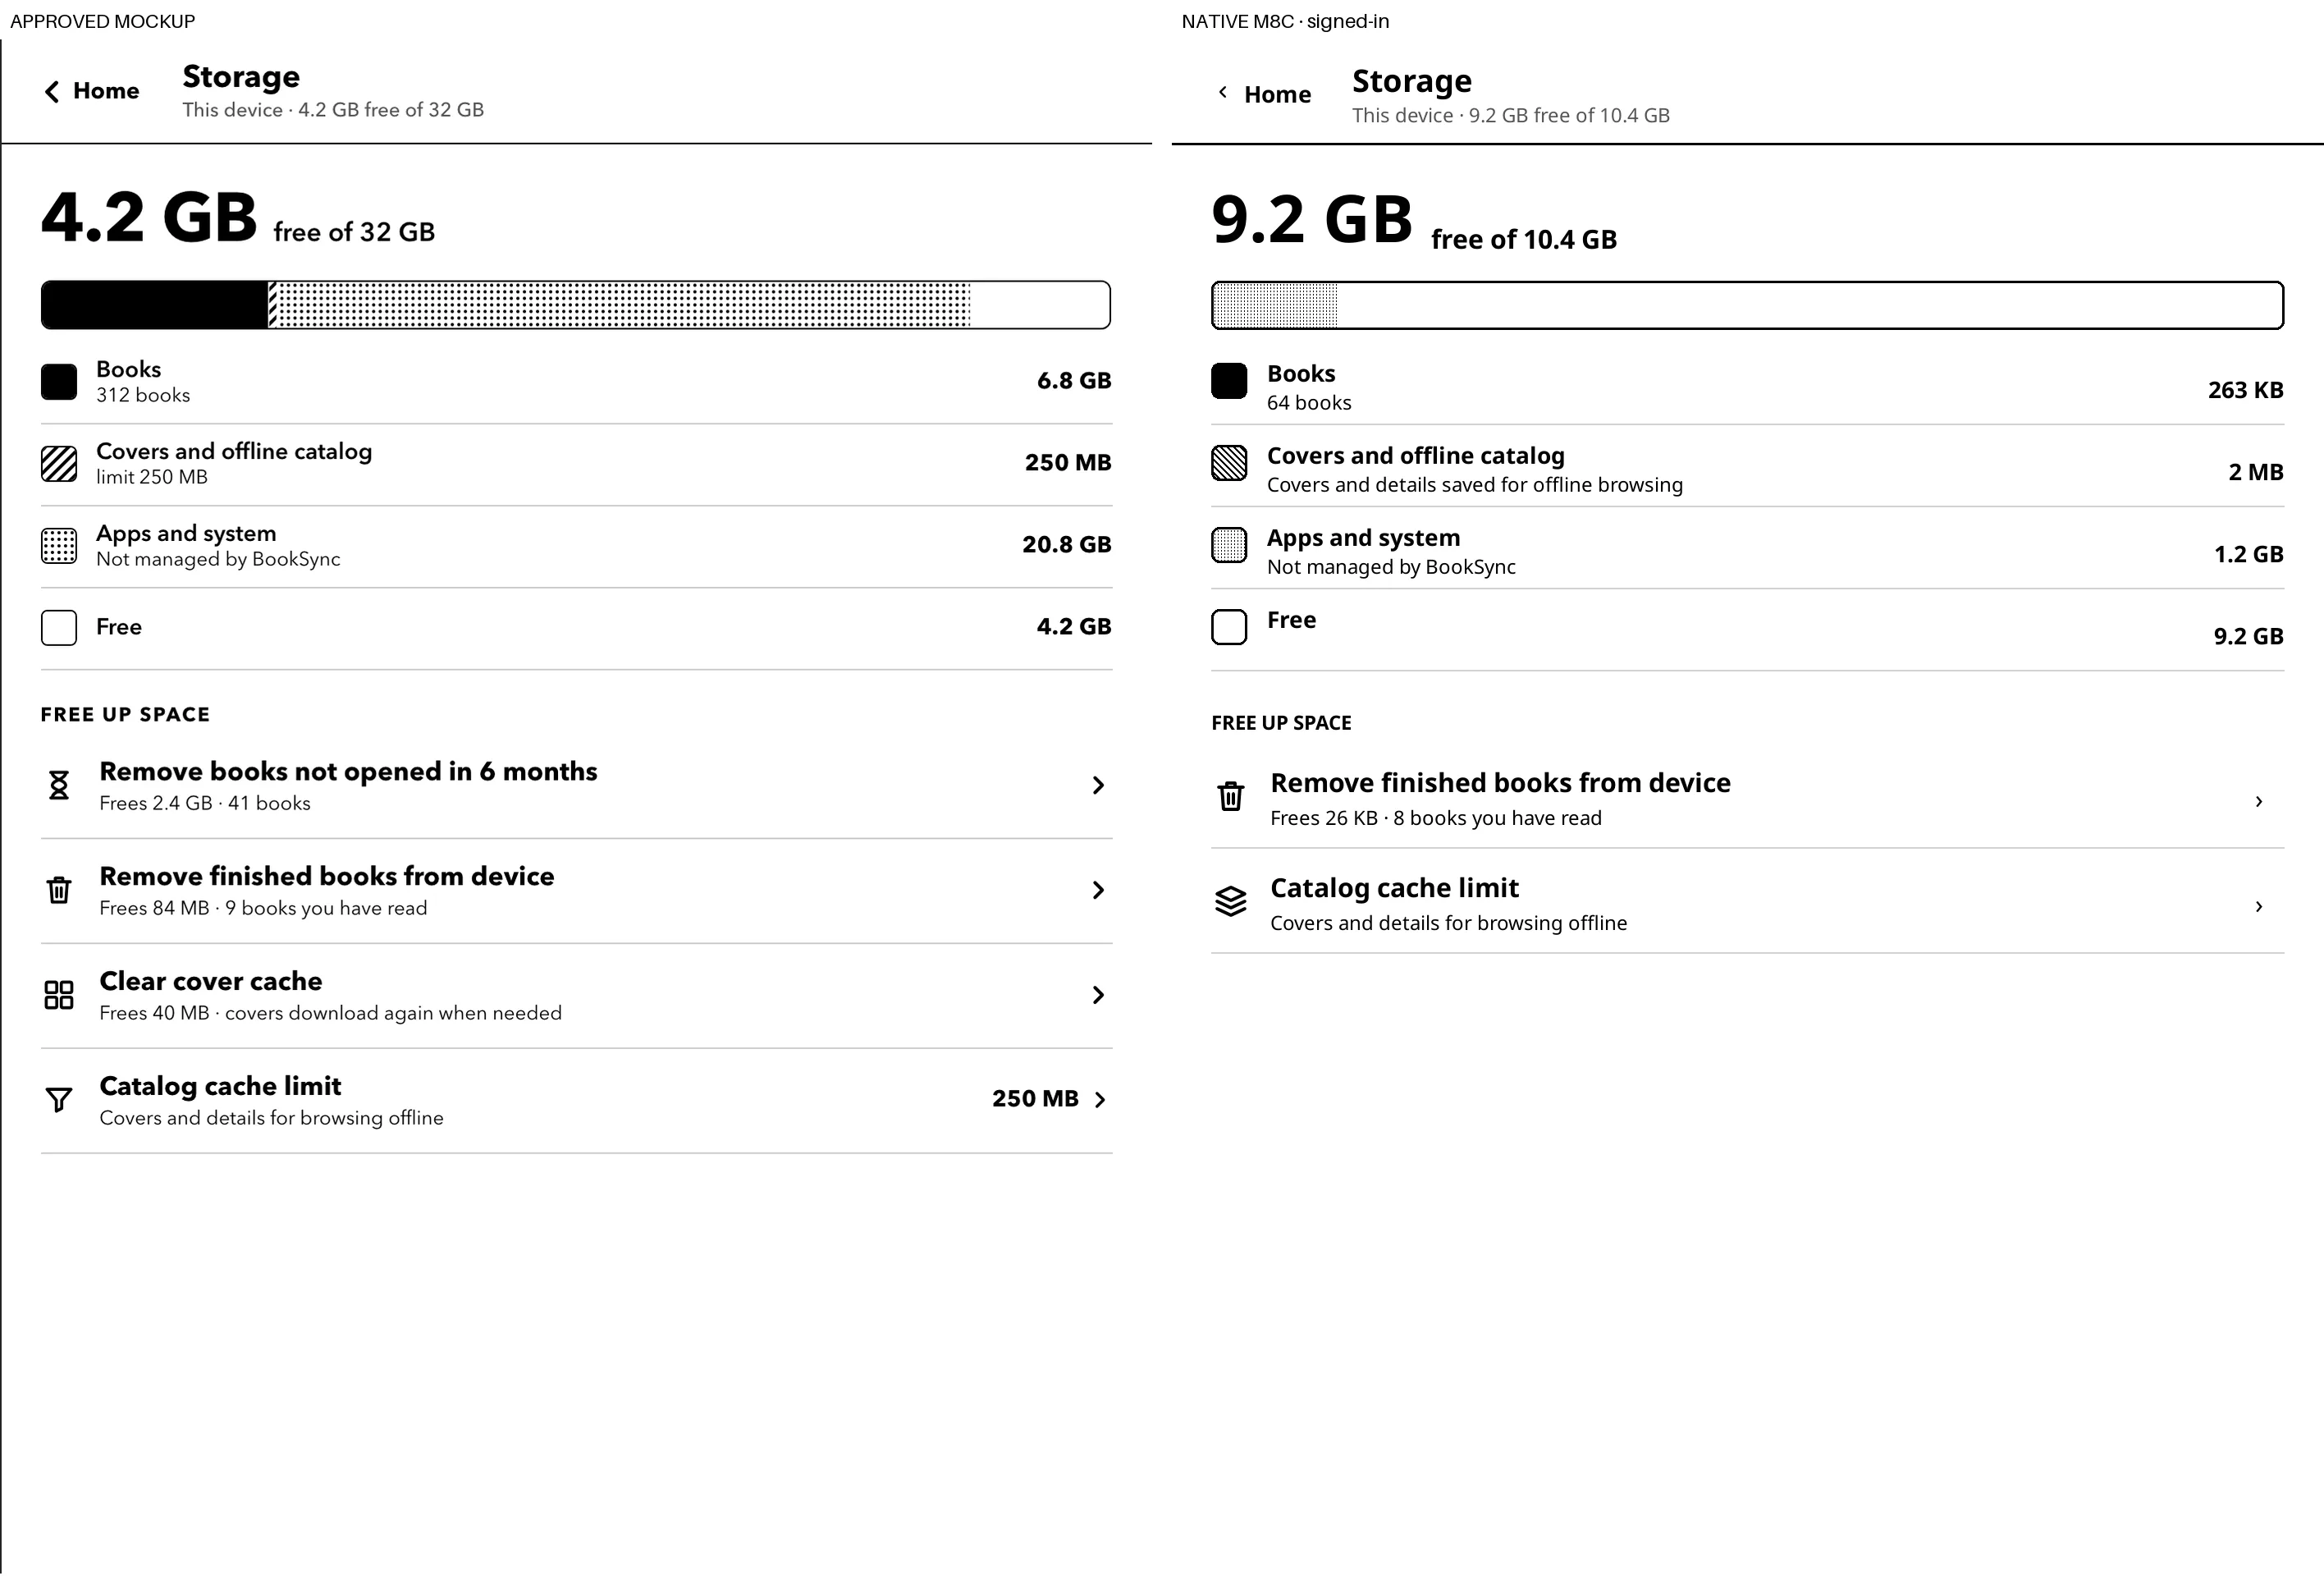 APPROVED MOCKUP
Home
Storage
This device · 4.2 GB free of 32 GB
4.2 GB free of 32 GB
Books
312 books
6.8 GB
Covers and offline catalog
limit 250 MB
250 MB
Apps and system
Not managed by BookSync
20.8 GB
Free
4.2 GB
FREE UP SPACE
Remove books not opened in 6 months
Frees 2.4 GB · 41 books
Remove finished books from device
Frees 84 MB · 9 books you have read
Clear cover cache
Frees 40 MB · covers download again when needed
Catalog cache limit
Covers and details for browsing offline
250 MB
NATIVE M8C · signed-in
Home
Storage
This device · 9.2 GB free of 10.4 GB
9.2 GB free of 10.4 GB
Books
64 books
263 KB
Covers and offline catalog
Covers and details saved for offline browsing
2 MB
Apps and system
Not managed by BookSync
1.2 GB
Free
9.2 GB
FREE UP SPACE
Remove finished books from device
Frees 26 KB · 8 books you have read
Catalog cache limit
Covers and details for browsing offline